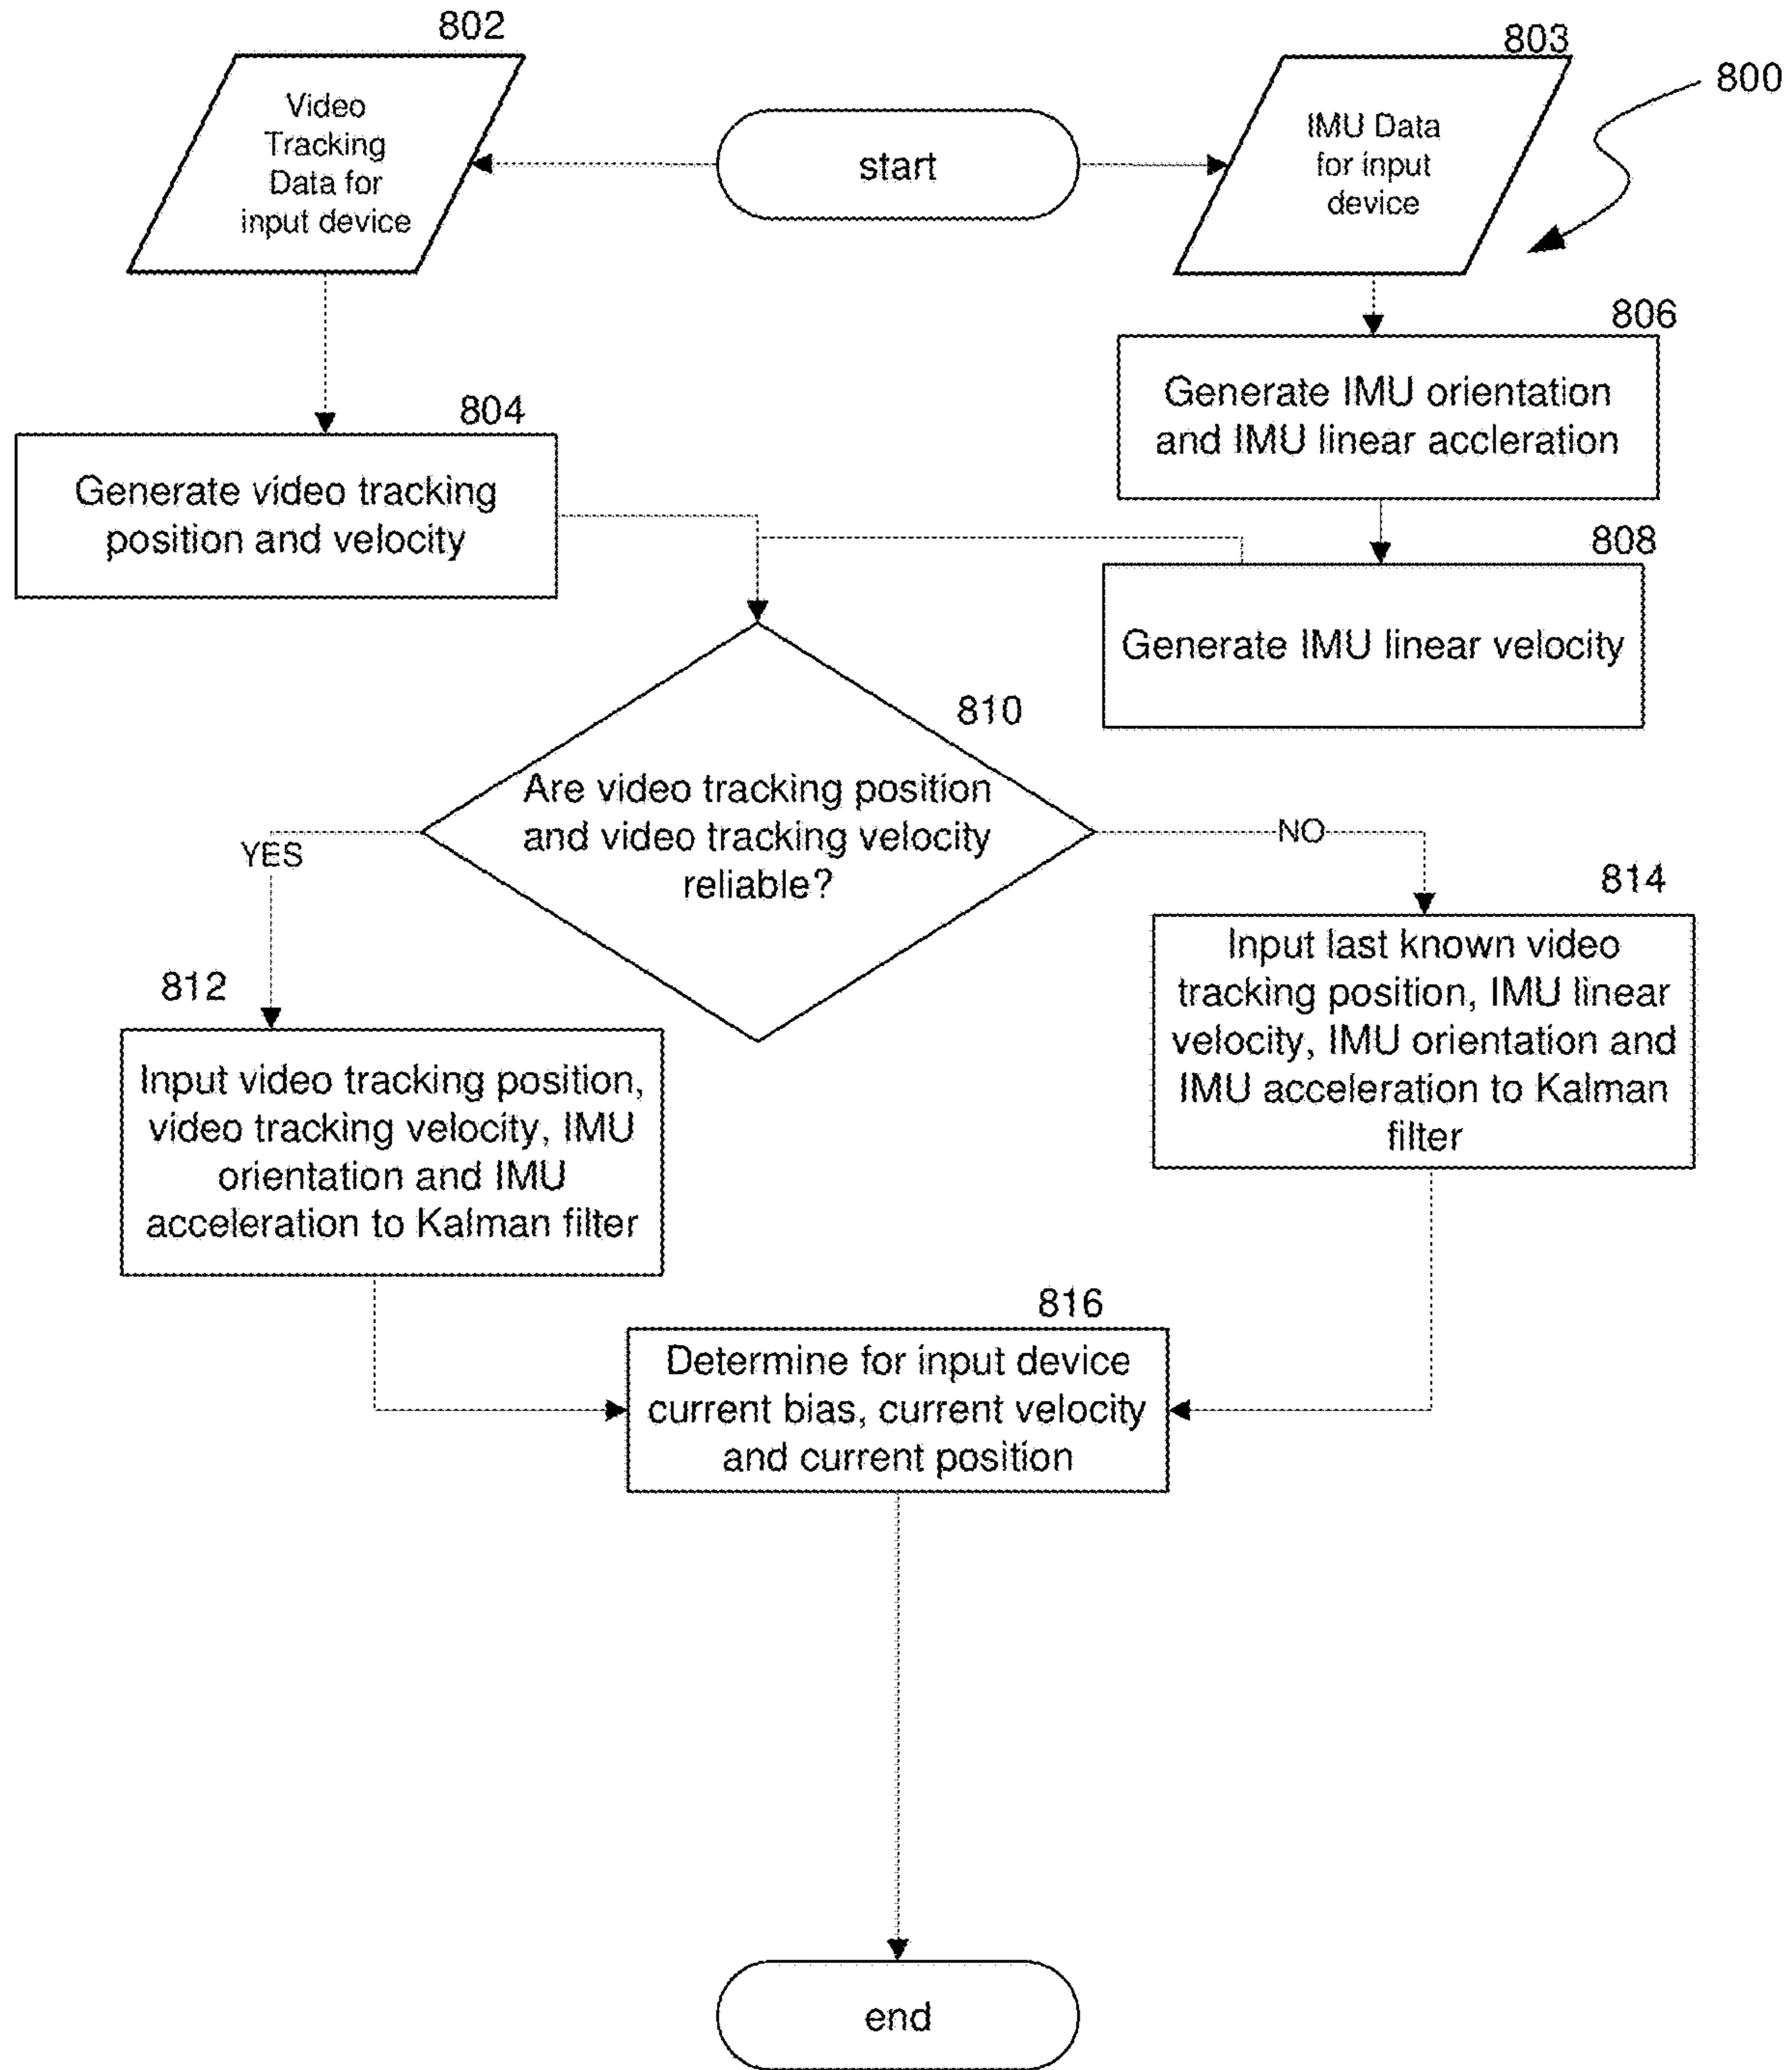 802
803
800
Video
Tracking
Data for
input device
start
IMU Data
for input
device
806
Generate IMU orientation
and IMU linear accleration
804
Generate video tracking
position and velocity
808
Generate IMU linear velocity
810
Are video tracking position
and video tracking velocity
reliable?
YES
NO
814
Input last known video
tracking position, IMU linear
velocity, IMU orientation and
IMU acceleration to Kalman
filter
812
Input video tracking position,
video tracking velocity, IMU
orientation and IMU
acceleration to Kalman filter
816
Determine for input device
current bias, current velocity
and current position
end